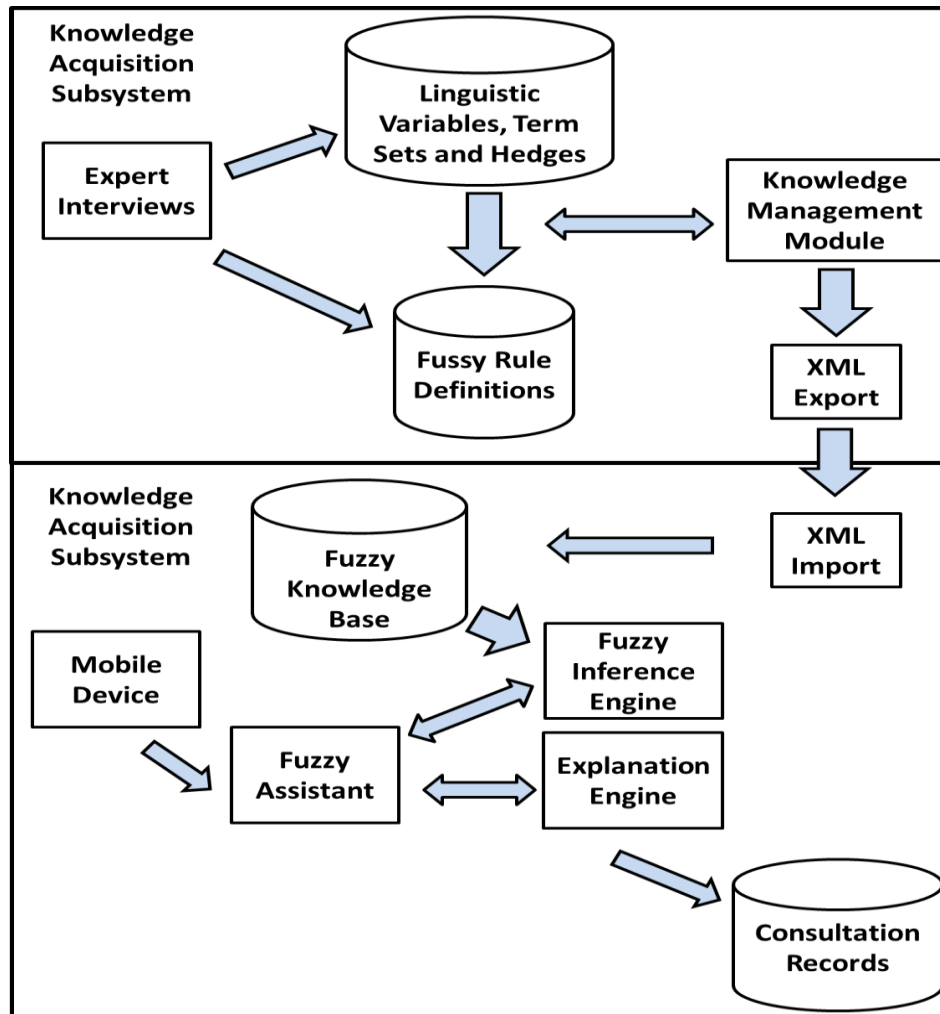 Knowledge
Acquisition
Subsystem
Linguistic
Variables, Term
Sets and Hedges
Expert
Interviews
Knowledge
Management
Module
Fussy Rule
Definitions
XML
Export
Knowledge
Acquisition
Subsystem
Fuzzy
Knowledge
Base
XML
Import
Mobile
Device
Fuzzy
Inference
Engine
Fuzzy
Assistant
Explanation
Engine
Consultation
Records